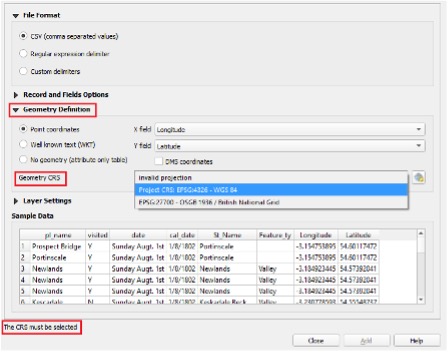 File Format
CSV (comma separated values)
Regular expression delimiter
Custom delimiters
Record and Fields Options
Geometry Definition
Point coordinates X field Longitude
Well known text (WKT) Y field Latitude
No geometry (attribute only table) DMS coordinates
Geometry CRS invalid projection
Project CRS: EPSG:4326 - WGS 84
EPSG:27700 - OSGB 1936 / British National Grid
Layer Settings
Sample Data
pl_name visited date cal_date St_Name Feature_ty Longitude Latitude
1 Prospect Bridge Y Sunday Augt. 1st 1/8/1802 Portinscale -3.154753895 54.60117472
2 Portinscale Y Sunday Augt. 1st 1/8/1802 Portinscale -3.154753895 54.60117472
3 Newlands Y Sunday Augt. 1st 1/8/1802 Newlands Valley -3.184923445 54.57392041
4 Newlands Y Sunday Augt. 1st 1/8/1802 Newlands Valley -3.184923445 54.57392041
5 Newlands Y Sunday Augt. 1st 1/8/1802 Newlands Valley -3.184923445 54.57392041
6 N Sunday Augt. 1st 1/8/1802 Valley
The CRS must be selected
Close Add Help